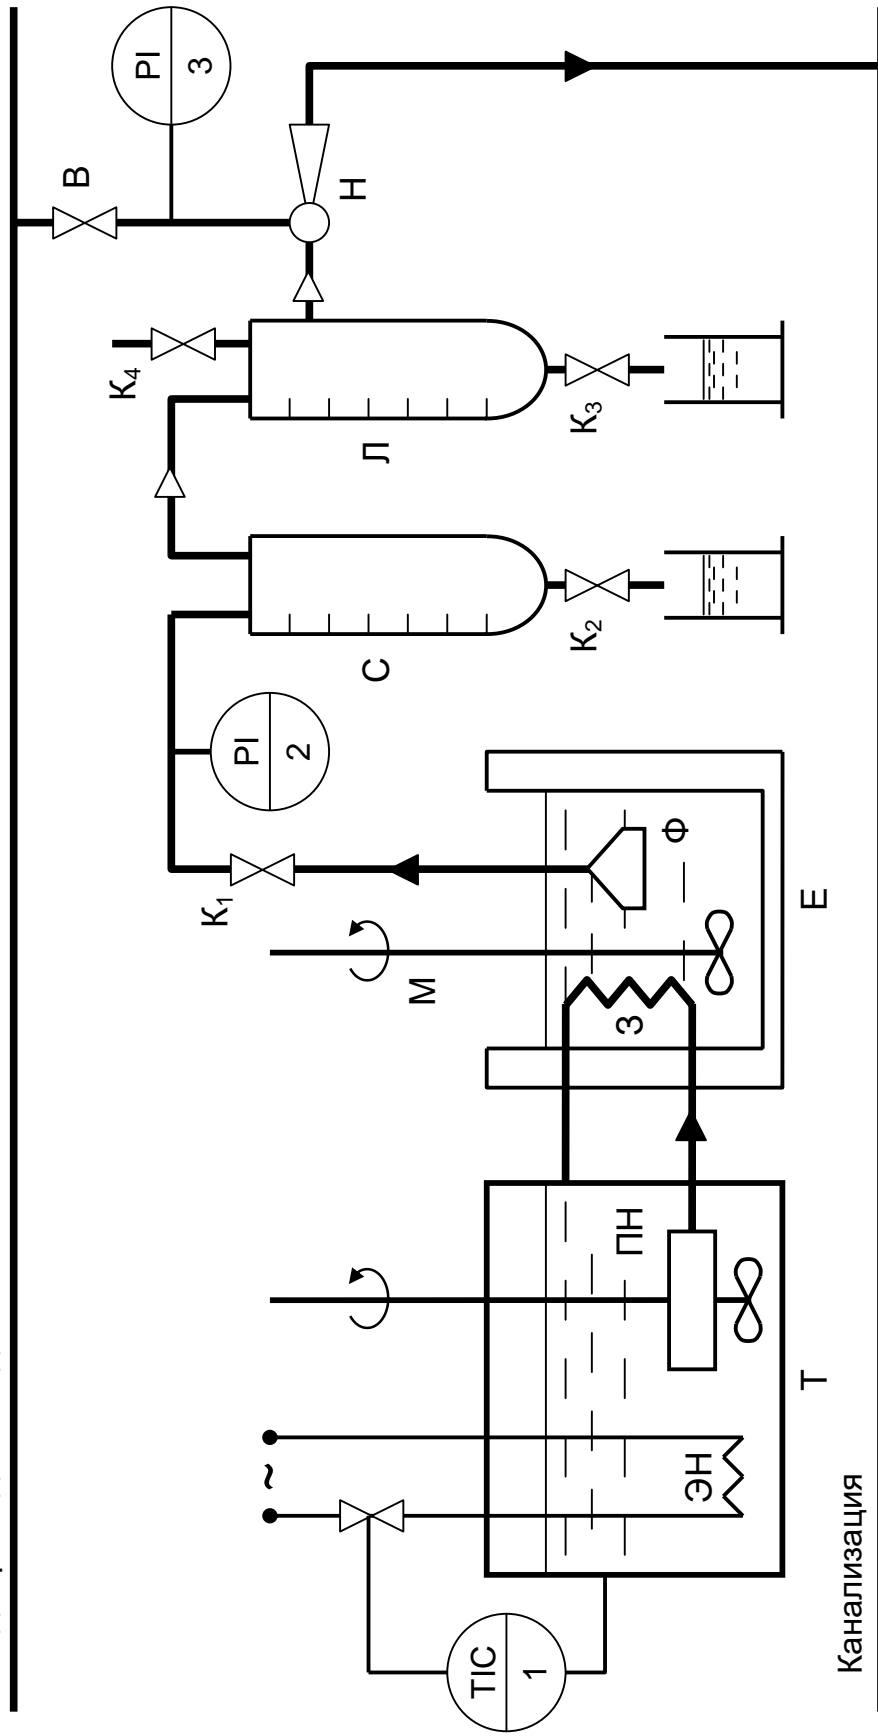 В
К₄
PI
3
К₁
PI
2
~
Н
С
Л
М
TIC
1
К₂
К₃
ПН
З
Ф
ЭН
Т
Е
Канализация